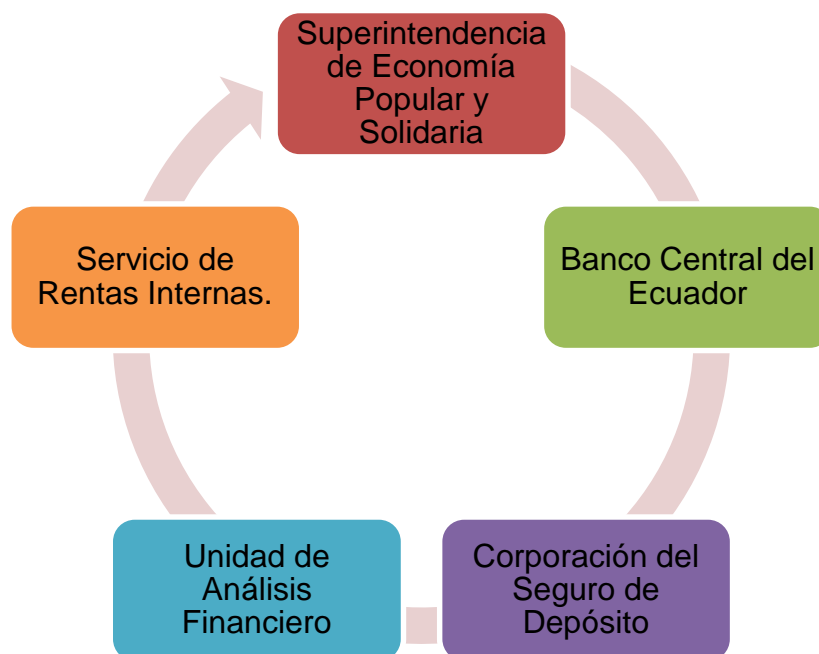 Superintendencia
de Economía
Popular y
Solidaria
Banco Central del
Ecuador
Corporación del
Seguro de
Depósito
Unidad de
Análisis
Financiero
Servicio de
Rentas Internas.